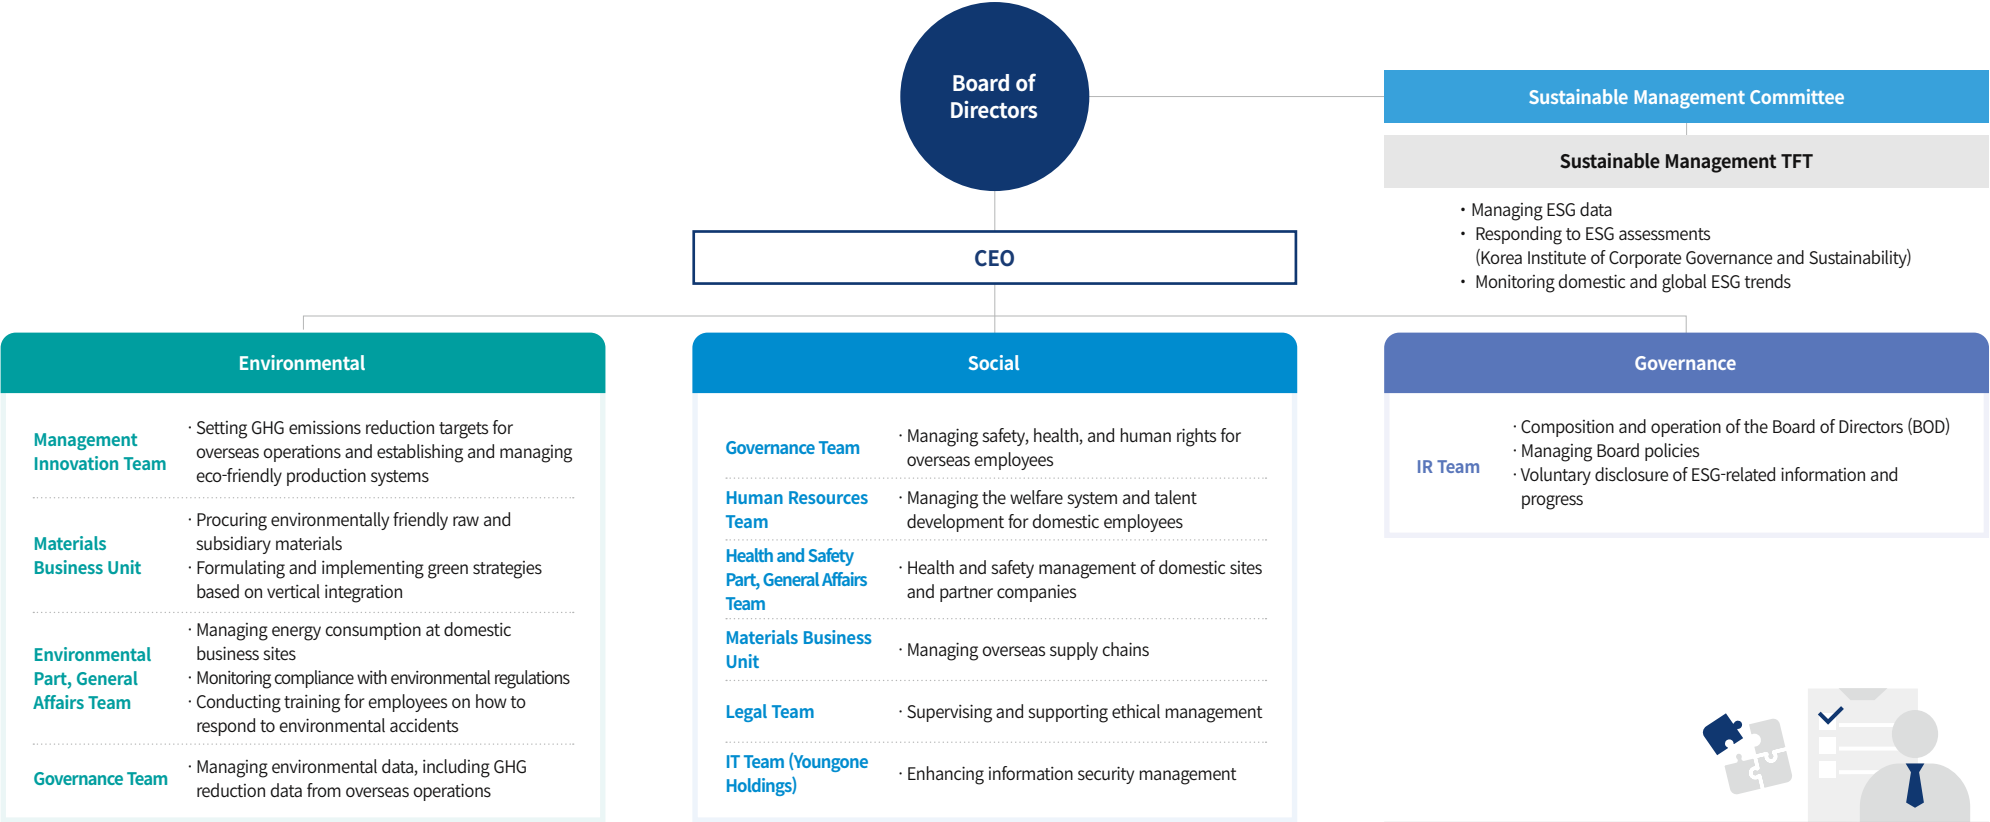 Board of
Directors
Sustainable Management Committee
Sustainable Management TFT
• Managing ESG data
• Responding to ESG assessments
(Korea Institute of Corporate Governance and Sustainability)
• Monitoring domestic and global ESG trends
CEO
Environmental
Management
Innovation Team
· Setting GHG emissions reduction targets for
overseas operations and establishing and managing
eco-friendly production systems
Materials
Business Unit
· Procuring environmentally friendly raw and
subsidiary materials
· Formulating and implementing green strategies
based on vertical integration
Environmental
Part, General
Affairs Team
· Managing energy consumption at domestic
business sites
· Monitoring compliance with environmental regulations
· Conducting training for employees on how to
respond to environmental accidents
Governance Team
· Managing environmental data, including GHG
reduction data from overseas operations
Social
Governance Team
· Managing safety, health, and human rights for
overseas employees
Human Resources
Team
· Managing the welfare system and talent
development for domestic employees
Health and Safety
Part, General Affairs
Team
· Health and safety management of domestic sites
and partner companies
Materials Business
Unit
· Managing overseas supply chains
Legal Team
· Supervising and supporting ethical management
IT Team (Youngone
Holdings)
· Enhancing information security management
Governance
IR Team
· Composition and operation of the Board of Directors (BOD)
· Managing Board policies
· Voluntary disclosure of ESG-related information and
progress